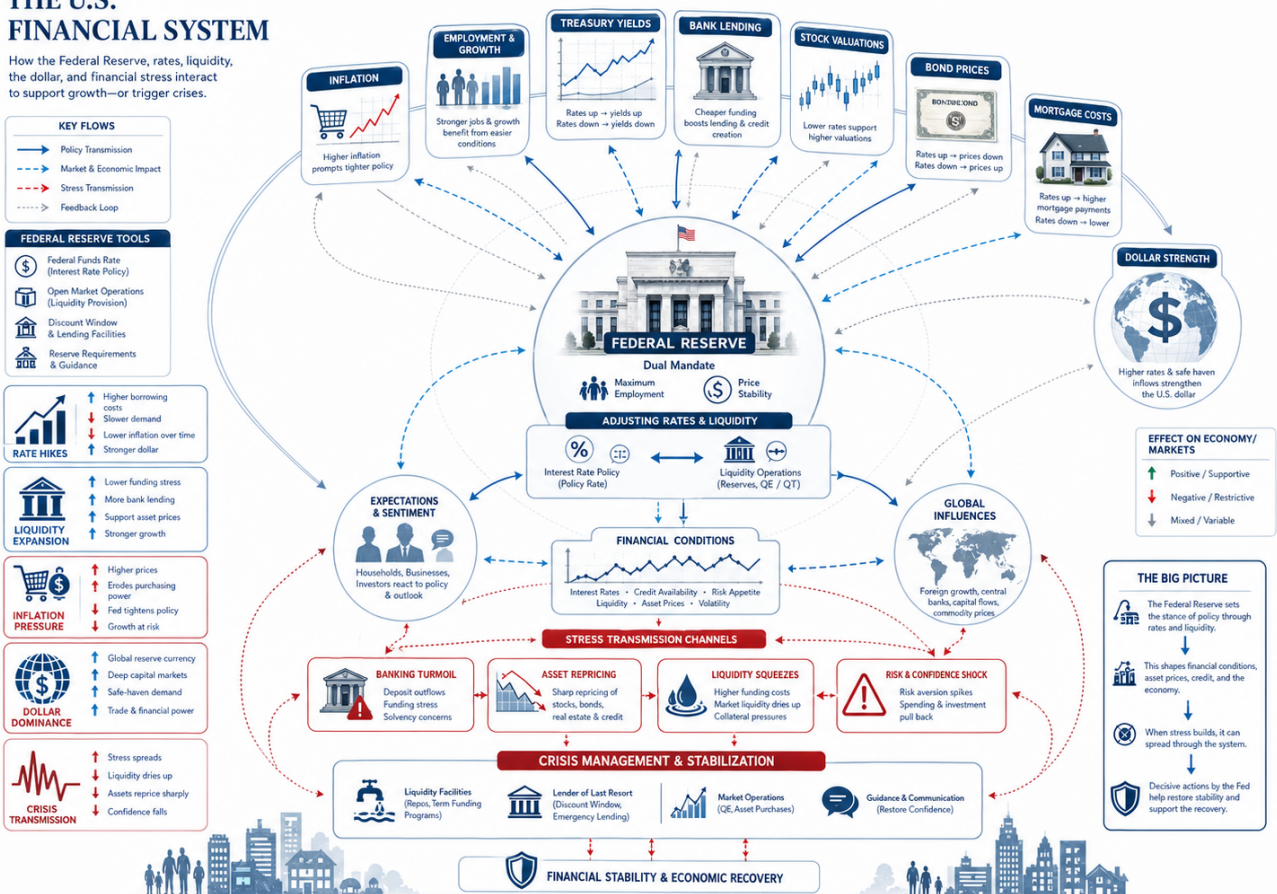 THE U.S.
FINANCIAL SYSTEM
How the Federal Reserve, rates, liquidity,
the dollar, and financial stress interact
to support growth—or trigger crises.
KEY FLOWS
Policy Transmission
Market & Economic Impact
Stress Transmission
Feedback Loop
FEDERAL RESERVE TOOLS
$
Federal Funds Rate
(Interest Rate Policy)
Open Market Operations
(Liquidity Provision)
Discount Window
& Lending Facilities
Reserve Requirements
& Guidance
RATE HIKES
Higher borrowing
costs
Slower demand
Lower inflation over time
Stronger dollar
LIQUIDITY
EXPANSION
Lower funding stress
More bank lending
Support asset prices
Stronger growth
$
INFLATION
PRESSURE
Higher prices
Erodes purchasing
power
Fed tightens policy
Growth at risk
$
DOLLAR
DOMINANCE
Global reserve currency
Deep capital markets
Safe-haven demand
Trade & financial power
CRISIS
TRANSMISSION
Stress spreads
Liquidity dries up
Assets reprice sharply
Confidence falls
INFLATION
Higher inflation
prompts tighter policy
EMPLOYMENT &
GROWTH
Stronger jobs & growth
benefit from easier
conditions
TREASURY YIELDS
Rates up → yields up
Rates down → yields down
BANK LENDING
Cheaper funding
boosts lending & credit
creation
STOCK VALUATIONS
Lower rates support
higher valuations
BOND PRICES
$
Rates up → prices down
Rates down → prices up
MORTGAGE COSTS
Rates up → higher
mortgage payments
Rates down → lower
DOLLAR STRENGTH
$
Higher rates & safe haven
inflows strengthen
the U.S. dollar
FEDERAL RESERVE
Dual Mandate
Maximum
Employment
$
Price
Stability
ADJUSTING RATES & LIQUIDITY
%
Interest Rate Policy
(Policy Rate)
Liquidity Operations
(Reserves, QE / QT)
EXPECTATIONS
& SENTIMENT
Households, Businesses,
Investors react to policy
& outlook
FINANCIAL CONDITIONS
Interest Rates • Credit Availability • Risk Appetite
Liquidity • Asset Prices • Volatility
GLOBAL
INFLUENCES
Foreign growth, central
banks, capital flows,
commodity prices
STRESS TRANSMISSION CHANNELS
BANKING TURMOIL
Deposit outflows
Funding stress
Solvency concerns
ASSET REPRICING
Sharp repricing of
stocks, bonds,
real estate & credit
LIQUIDITY SQUEEZES
Higher funding costs
Market liquidity dries up
Collateral pressures
RISK & CONFIDENCE SHOCK
Risk aversion spikes
Spending & investment
pull back
CRISIS MANAGEMENT & STABILIZATION
Liquidity Facilities
(Repos, Term Funding
Programs)
Lender of Last Resort
(Discount Window,
Emergency Lending)
Market Operations
(QE, Asset Purchases)
Guidance & Communication
(Restore Confidence)
FINANCIAL STABILITY & ECONOMIC RECOVERY
EFFECT ON ECONOMY/
MARKETS
Positive / Supportive
Negative / Restrictive
Mixed / Variable
THE BIG PICTURE
The Federal Reserve sets
the stance of policy through
rates and liquidity.
This shapes financial conditions,
asset prices, credit, and the
economy.
When stress builds, it can
spread through the system.
Decisive actions by the Fed
help restore stability and
support the recovery.